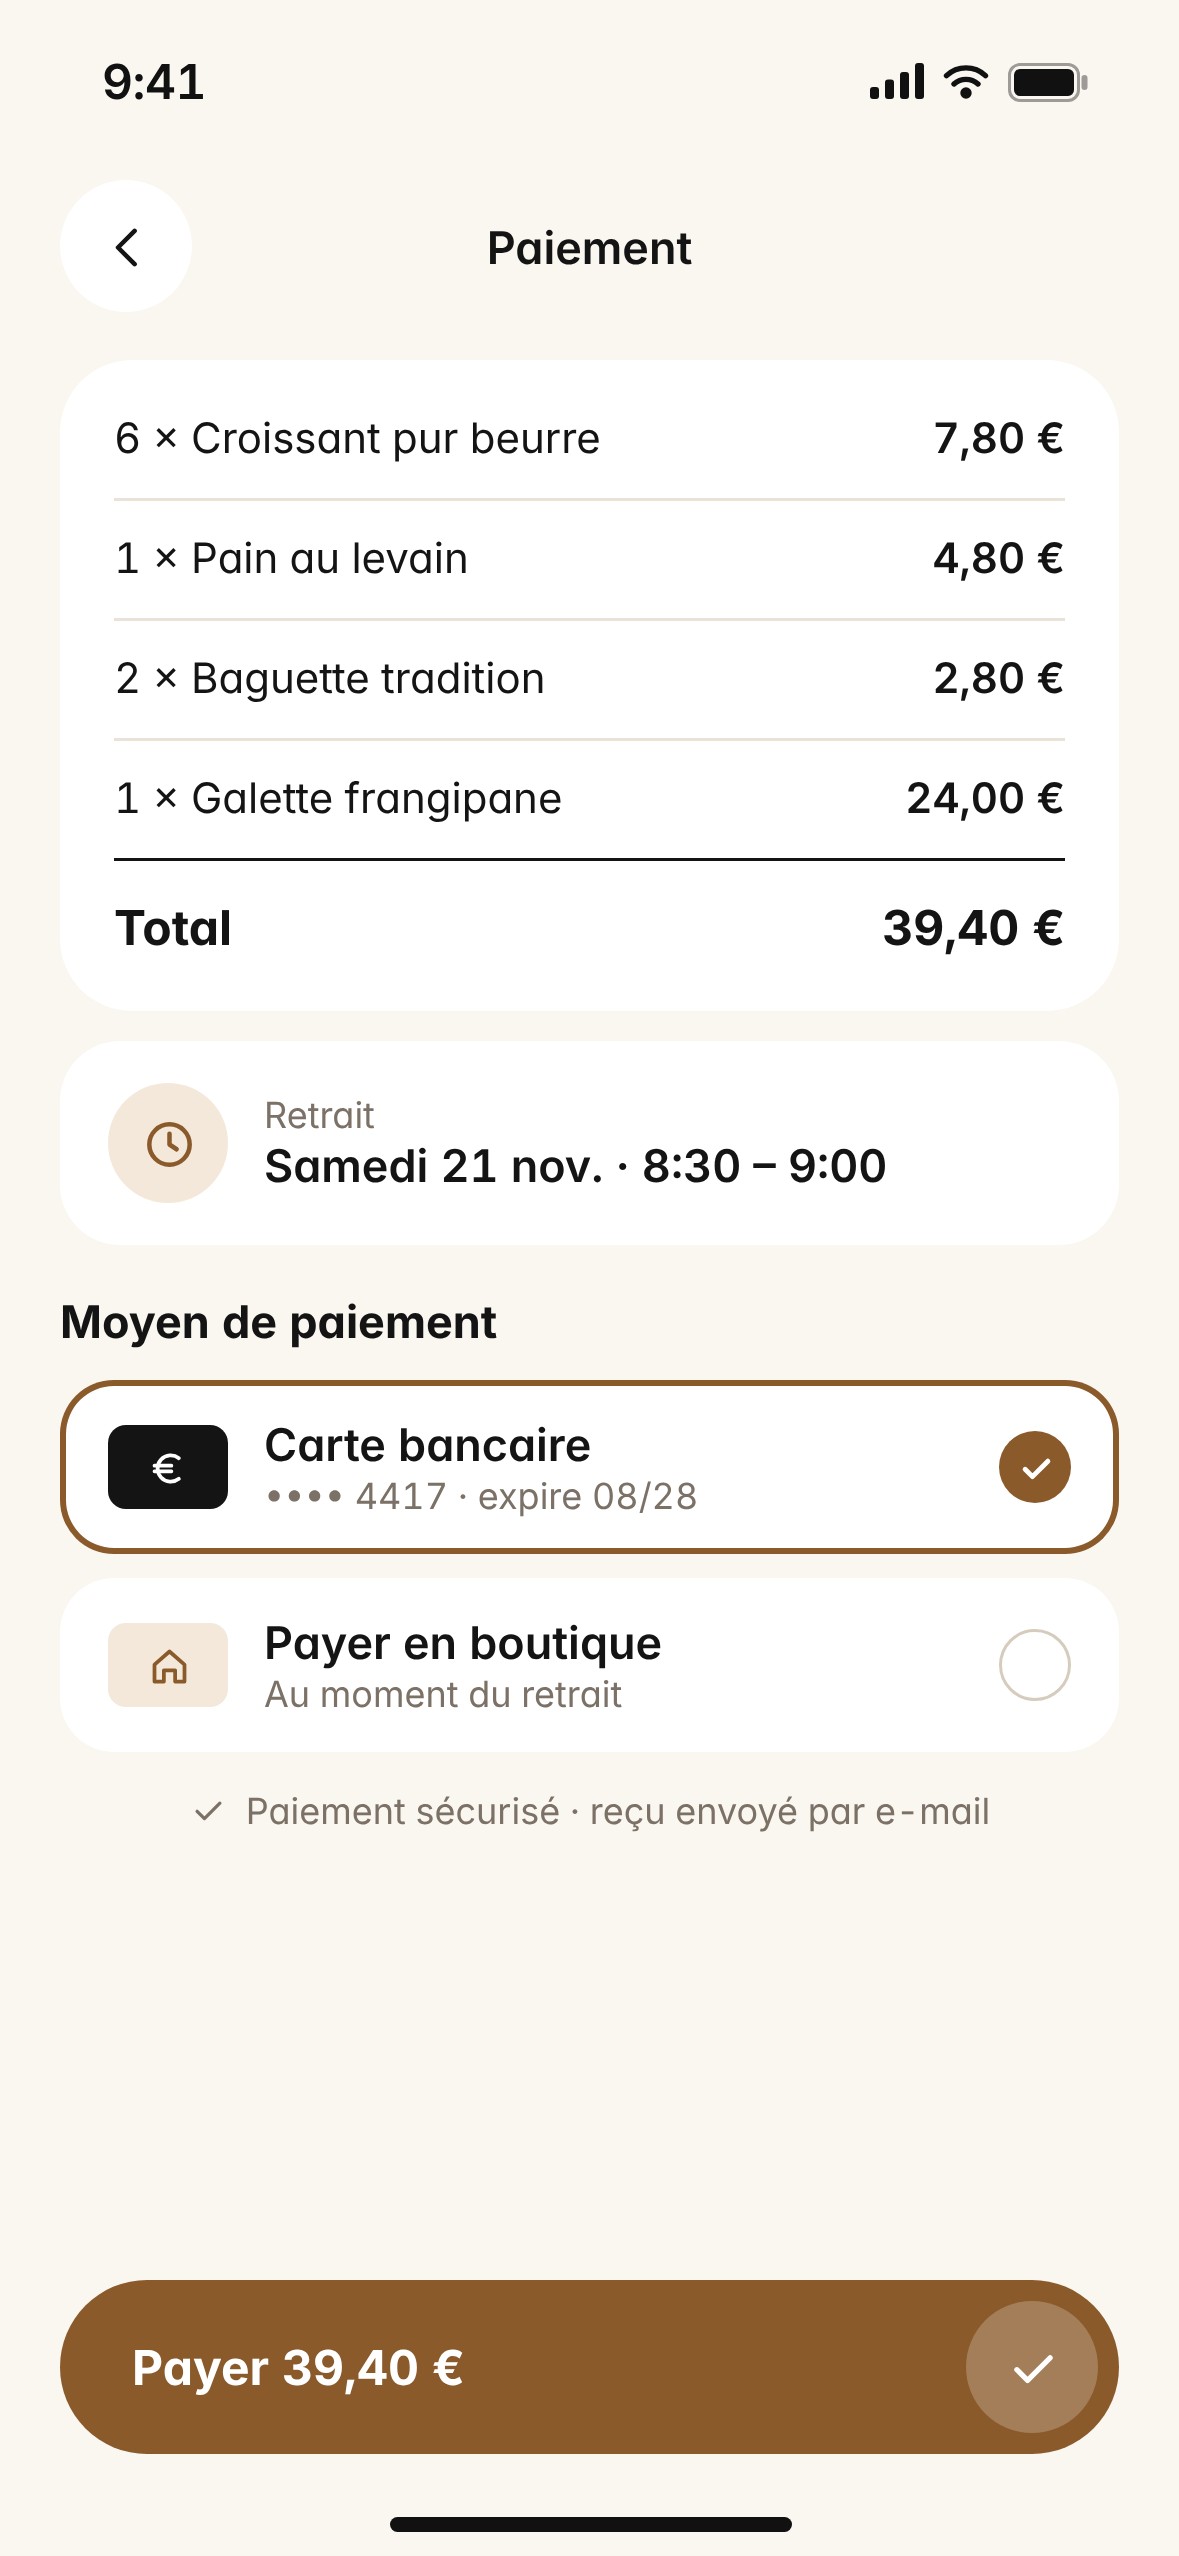 9:41
Paiement
6 × Croissant pur beurre 7,80 €
1 × Pain au levain 4,80 €
2 × Baguette tradition 2,80 €
1 × Galette frangipane 24,00 €
Total 39,40 €
Retrait
Samedi 21 nov. · 8:30 – 9:00
Moyen de paiement
€
Carte bancaire
•••• 4417 · expire 08/28
Payer en boutique
Au moment du retrait
Paiement sécurisé · reçu envoyé par e-mail
Payer 39,40 €